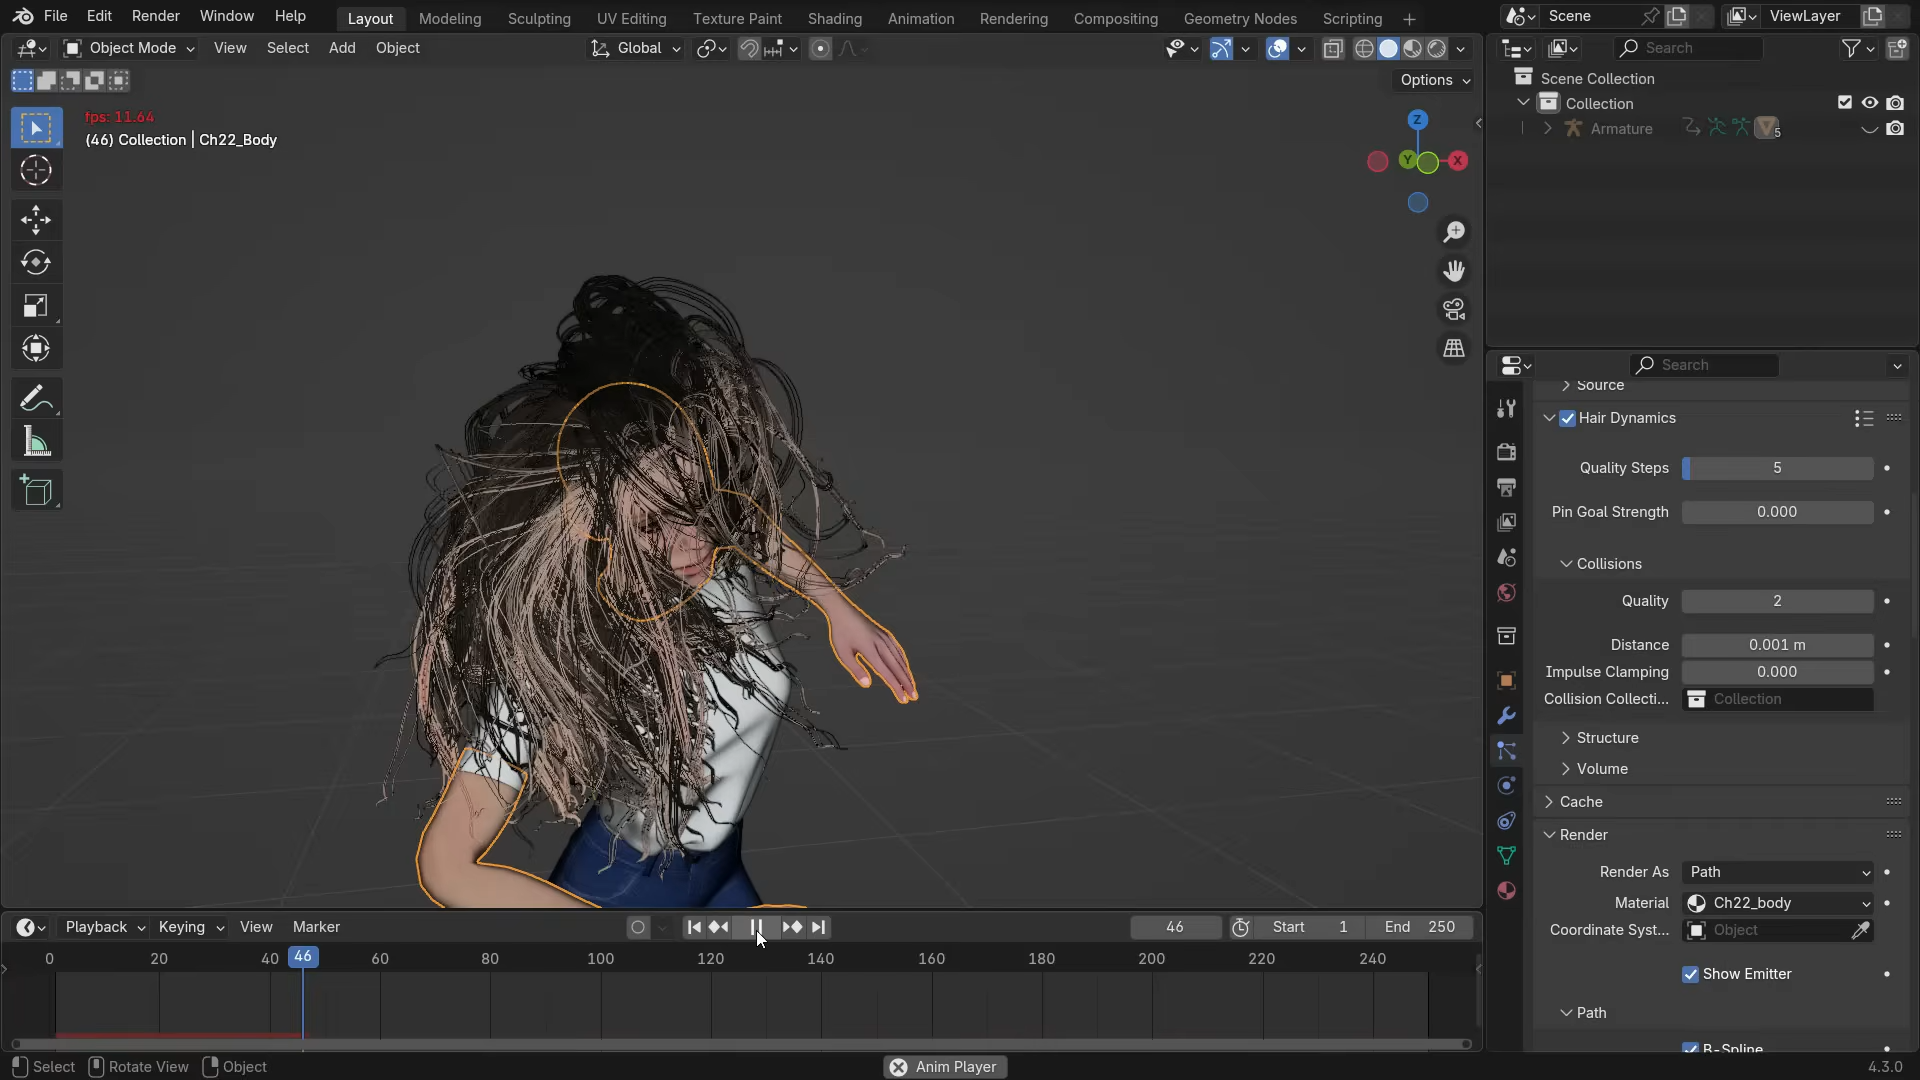 File Edit Render Window Help Layout Modeling Sculpting UV Editing Texture Paint Shading Animation Rendering Compositing Geometry Nodes Scripting + Scene ViewLayer
Object Mode View Select Add Object Global Search
Options
Scene Collection
Collection
Armature 5
fps: 11.64
(46) Collection | Ch22_Body
Z
Y X
Search
Source
Hair Dynamics
Quality Steps 5
Pin Goal Strength 0.000
Collisions
Quality 2
Distance 0.001 m
Impulse Clamping 0.000
Collision Collecti... Collection
Structure
Volume
Cache
Render
Render As Path
Material Ch22_body
Coordinate Syst... Object
Show Emitter
Path
B-Spline
Playback Keying View Marker 46 Start 1 End 250
0 20 40 46 60 80 100 120 140 160 180 200 220 240
Select Rotate View Object Anim Player 4.3.0